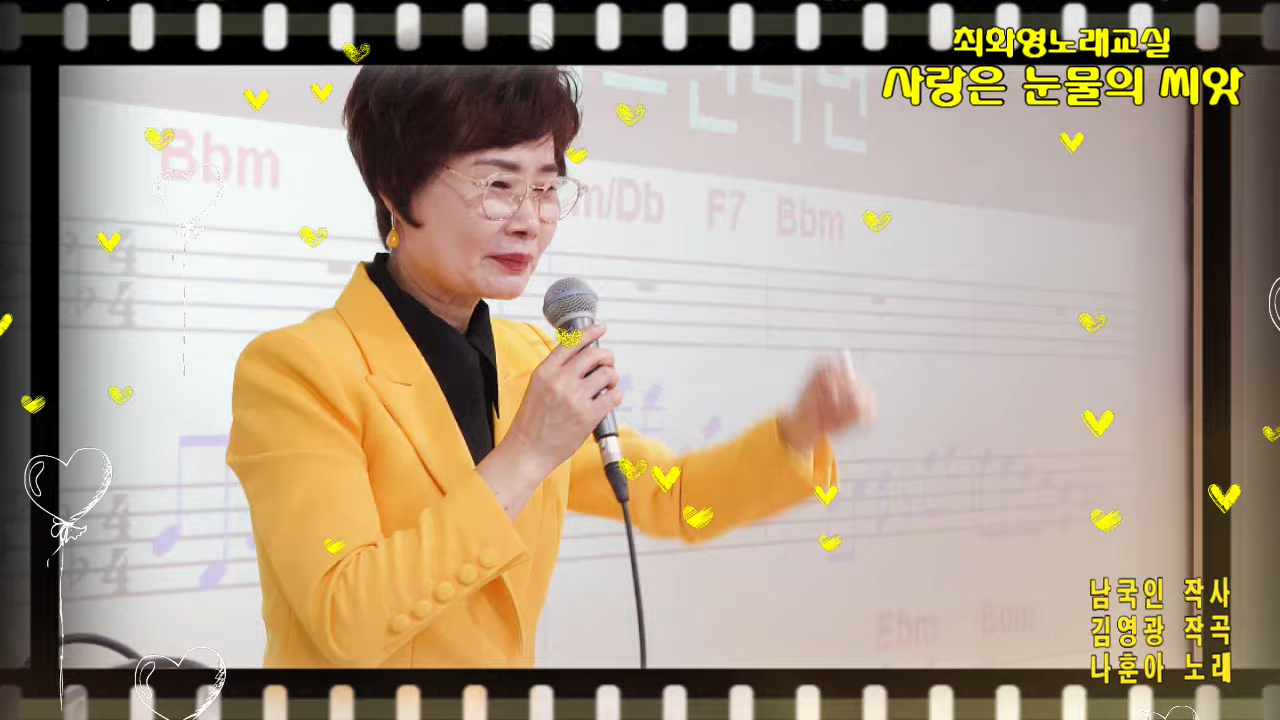 최화영노래교실
사랑은 눈물의 씨앗
Bbm
m/Db F7 Bbm
Ebm Bbm
남국인 작사
김영광 작곡
나훈아 노래